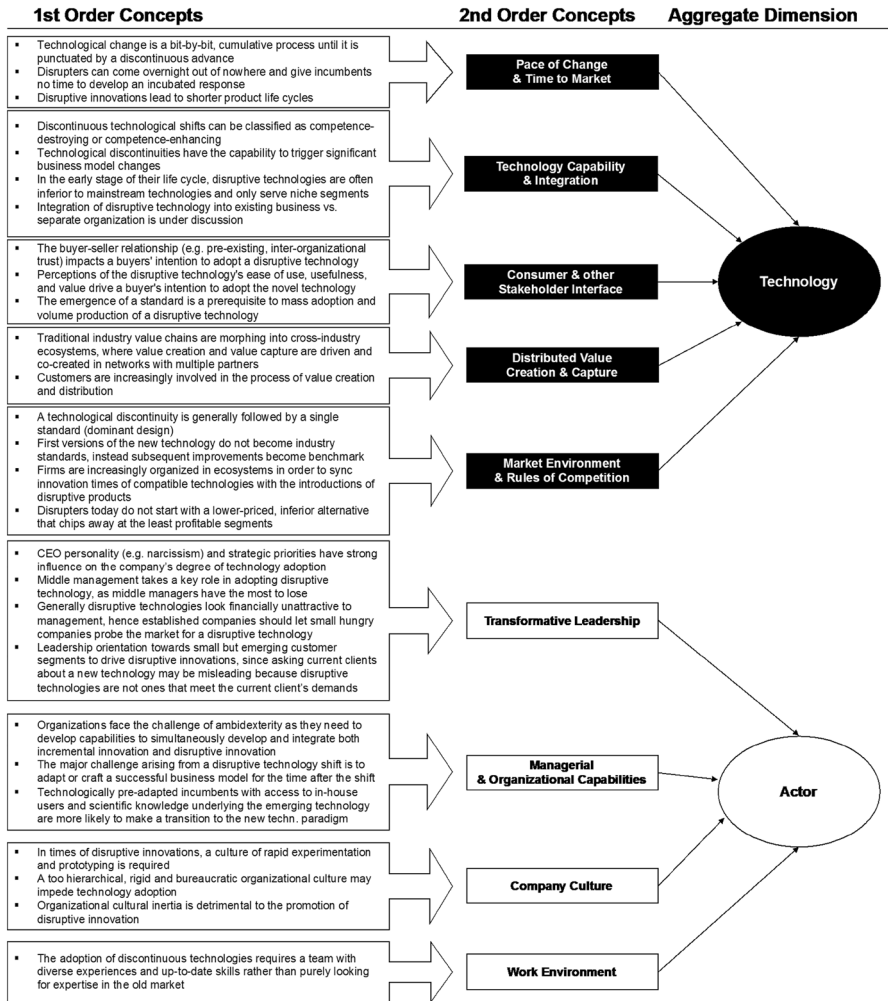 1st Order Concepts
2nd Order Concepts
Aggregate Dimension
▪ Technological change is a bit-by-bit, cumulative process until it is
punctuated by a discontinuous advance
▪ Disrupters can come overnight out of nowhere and give incumbents
no time to develop an incubated response
▪ Disruptive innovations lead to shorter product life cycles
Pace of Change
& Time to Market
▪ Discontinuous technological shifts can be classified as competence-
destroying or competence-enhancing
▪ Technological discontinuities have the capability to trigger significant
business model changes
▪ In the early stage of their life cycle, disruptive technologies are often
inferior to mainstream technologies and only serve niche segments
▪ Integration of disruptive technology into existing business vs.
separate organization is under discussion
Technology Capability
& Integration
▪ The buyer-seller relationship (e.g. pre-existing, inter-organizational
trust) impacts a buyers' intention to adopt a disruptive technology
▪ Perceptions of the disruptive technology's ease of use, usefulness,
and value drive a buyer's intention to adopt the novel technology
▪ The emergence of a standard is a prerequisite to mass adoption and
volume production of a disruptive technology
Consumer & other
Stakeholder Interface
Technology
▪ Traditional industry value chains are morphing into cross-industry
ecosystems, where value creation and value capture are driven and
co-created in networks with multiple partners
▪ Customers are increasingly involved in the process of value creation
and distribution
Distributed Value
Creation & Capture
▪ A technological discontinuity is generally followed by a single
standard (dominant design)
▪ First versions of the new technology do not become industry
standards, instead subsequent improvements become benchmark
▪ Firms are increasingly organized in ecosystems in order to sync
innovation times of compatible technologies with the introductions of
disruptive products
▪ Disrupters today do not start with a lower-priced, inferior alternative
that chips away at the least profitable segments
Market Environment
& Rules of Competition
▪ CEO personality (e.g. narcissism) and strategic priorities have strong
influence on the company's degree of technology adoption
▪ Middle management takes a key role in adopting disruptive
technology, as middle managers have the most to lose
▪ Generally disruptive technologies look financially unattractive to
management, hence established companies should let small hungry
companies probe the market for a disruptive technology
▪ Leadership orientation towards small but emerging customer
segments to drive disruptive innovations, since asking current clients
about a new technology may be misleading because disruptive
technologies are not ones that meet the current client's demands
Transformative Leadership
▪ Organizations face the challenge of ambidexterity as they need to
develop capabilities to simultaneously develop and integrate both
incremental innovation and disruptive innovation
▪ The major challenge arising from a disruptive technology shift is to
adapt or craft a successful business model for the time after the shift
▪ Technologically pre-adapted incumbents with access to in-house
users and scientific knowledge underlying the emerging technology
are more likely to make a transition to the new techn. paradigm
Managerial
& Organizational Capabilities
Actor
▪ In times of disruptive innovations, a culture of rapid experimentation
and prototyping is required
▪ A too hierarchical, rigid and bureaucratic organizational culture may
impede technology adoption
▪ Organizational cultural inertia is detrimental to the promotion of
disruptive innovation
Company Culture
▪ The adoption of discontinuous technologies requires a team with
diverse experiences and up-to-date skills rather than purely looking
for expertise in the old market
Work Environment